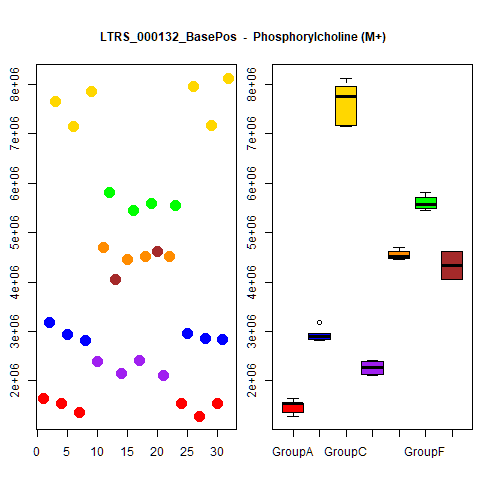 LTRS_000132_BasePos - Phosphorylcholine (M+)
8e+06 8e+06
7e+06 7e+06
6e+06 6e+06
5e+06 5e+06
4e+06 4e+06
3e+06 3e+06
2e+06 2e+06
0 5 10 15 20 25 30 GroupA GroupC GroupF